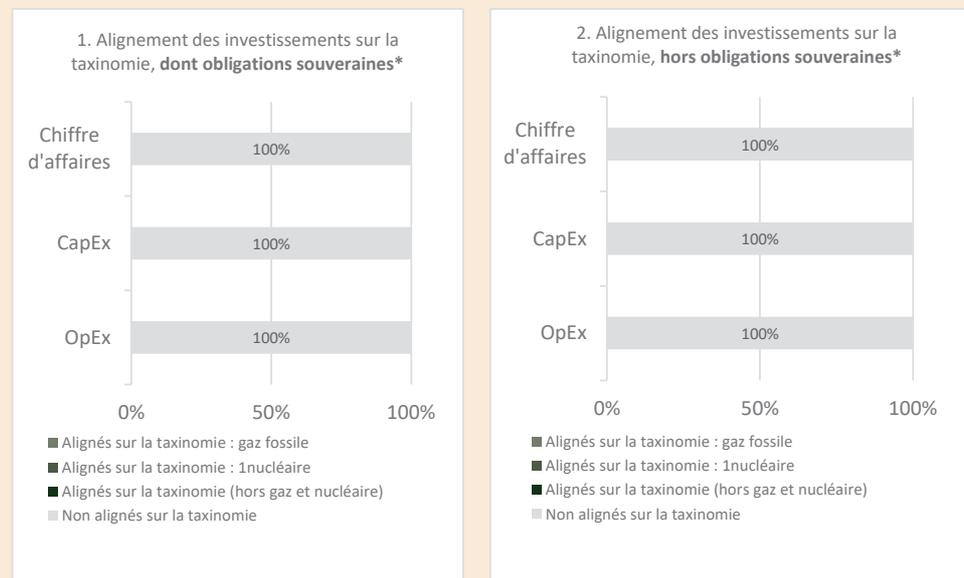 1. Alignement des investissements sur la
taxinomie, dont obligations souveraines*
Chiffre
d'affaires
100%
CapEx
100%
OpEx
100%
0%
50%
100%
Alignés sur la taxinomie : gaz fossile
Alignés sur la taxinomie : 1nucléaire
Alignés sur la taxinomie (hors gaz et nucléaire)
Non alignés sur la taxinomie
2. Alignement des investissements sur la
taxinomie, hors obligations souveraines*
Chiffre
d'affaires
100%
CapEx
100%
OpEx
100%
0%
50%
100%
Alignés sur la taxinomie : gaz fossile
Alignés sur la taxinomie : 1nucléaire
Alignés sur la taxinomie (hors gaz et nucléaire)
Non alignés sur la taxinomie